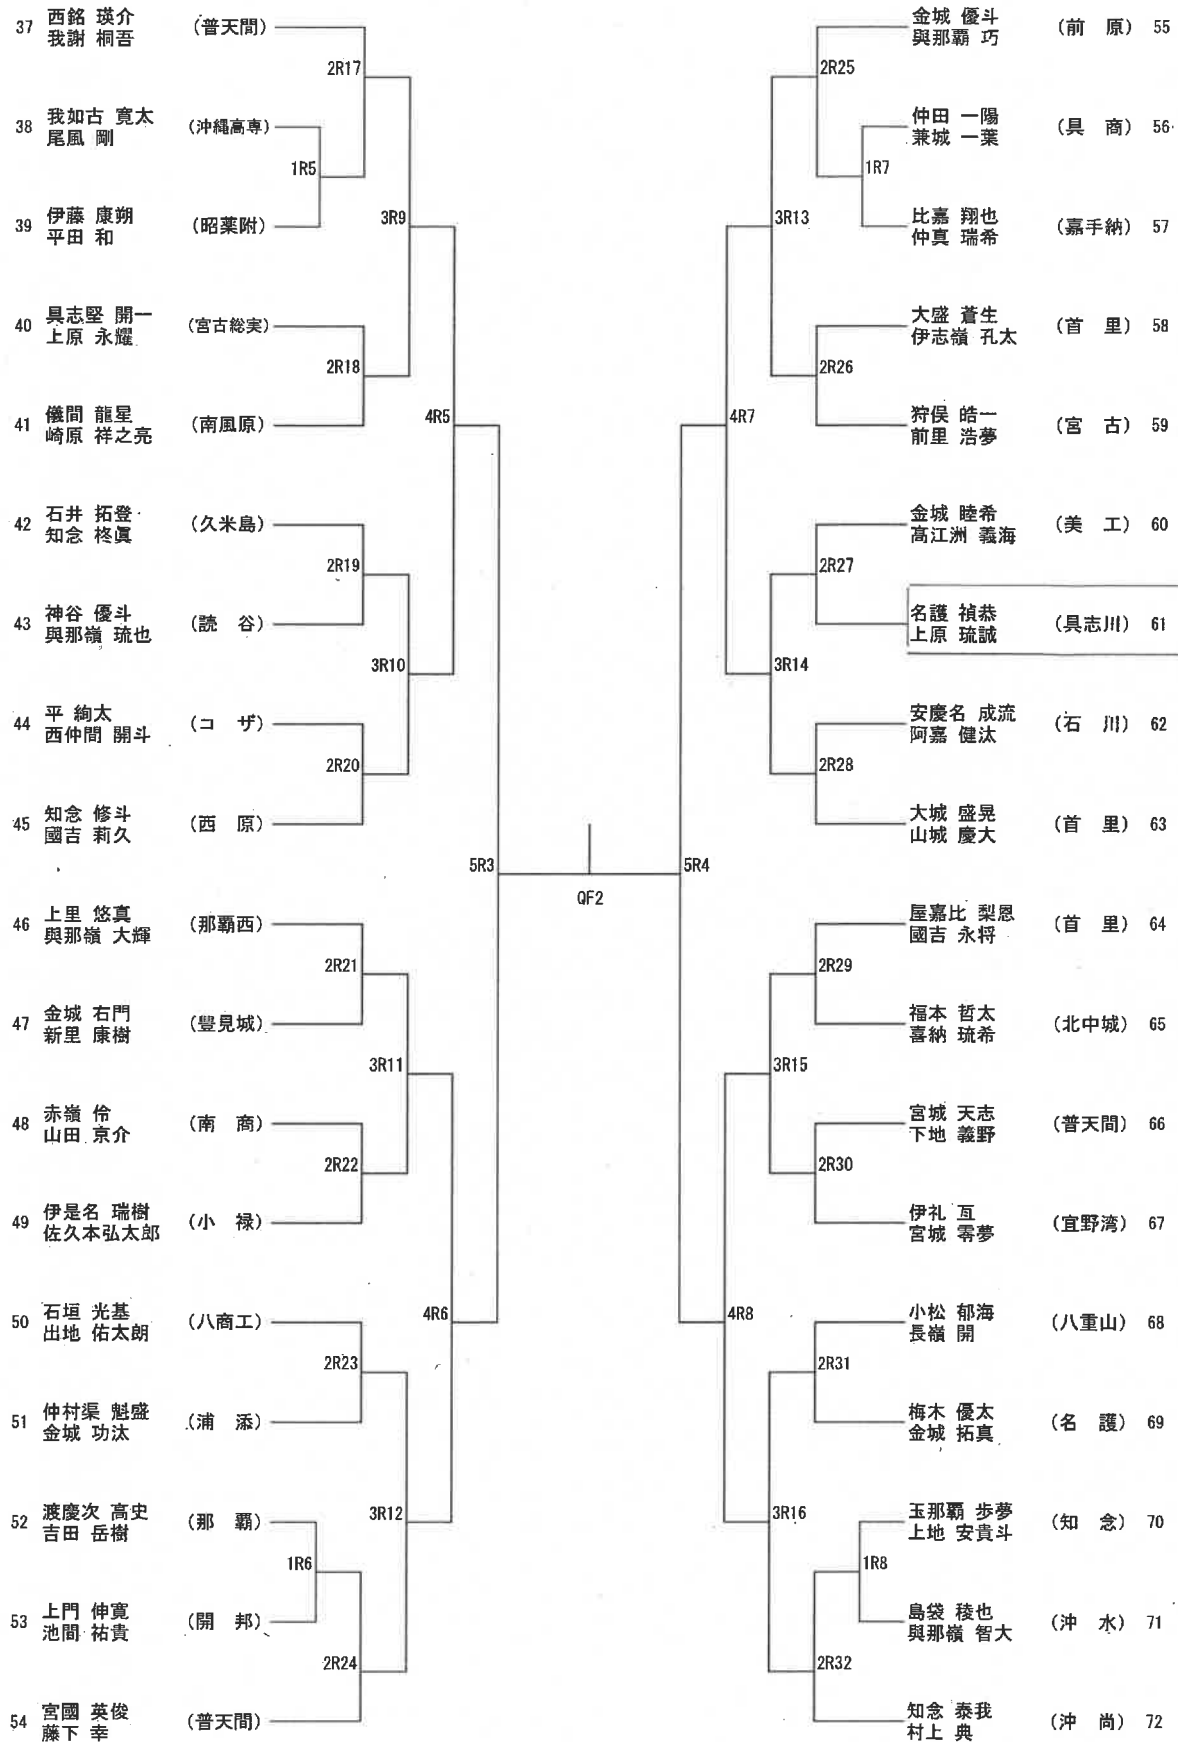 37 西銘 瑛介 (普天間)
我謝 桐吾
2R17
38 我如古 寛太 (沖縄高専)
尾風 剛
1R5
39 伊藤 康朔 (昭薬附)
平田 和
3R9
40 具志堅 開一 (宮古総実)
上原 永耀
2R18
41 儀間 龍星 (南風原)
崎原 祥之亮
4R5
42 石井 拓登 (久米島)
知念 柊眞
2R19
43 神谷 優斗 (読 谷)
與那嶺 琉也
3R10
44 平 絢太 (コ ザ)
西仲間 開斗
2R20
45 知念 修斗 (西 原)
國吉 莉久
5R3
46 上里 悠真 (那覇西)
與那嶺 大輝
2R21
47 金城 右門 (豊見城)
新里 康樹
3R11
48 赤嶺 伶 (南 商)
山田 京介
2R22
49 伊是名 瑞樹 (小 禄)
佐久本弘太郎
4R6
50 石垣 光基 (八商工)
出地 佑太朗
2R23
51 仲村渠 魁盛 (浦 添)
金城 功汰
3R12
52 渡慶次 高史 (那 覇)
吉田 岳樹
1R6
53 上門 伸寛 (開 邦)
池間 祐貴
2R24
54 宮國 英俊 (普天間)
藤下 幸
QF2
金城 優斗 (前 原) 55
與那覇 巧
2R25
仲田 一陽 (具 商) 56
兼城 一葉
1R7
比嘉 翔也 (嘉手納) 57
仲真 瑞希
3R13
大盛 蒼生 (首 里) 58
伊志嶺 孔太
2R26
狩俣 皓一 (宮 古) 59
前里 浩夢
4R7
金城 睦希 (美 工) 60
高江洲 義海
2R27
名護 禎恭 (具志川) 61
上原 琉誠
3R14
安慶名 成流 (石 川) 62
阿嘉 健汰
2R28
大城 盛晃 (首 里) 63
山城 慶大
5R4
屋嘉比 梨恩 (首 里) 64
國吉 永将
2R29
福本 哲太 (北中城) 65
喜納 琉希
3R15
宮城 天志 (普天間) 66
下地 義野
2R30
伊礼 亘 (宜野湾) 67
宮城 零夢
4R8
小松 郁海 (八重山) 68
長嶺 開
2R31
梅木 優太 (名 護) 69
金城 拓真
3R16
玉那覇 歩夢 (知 念) 70
上地 安貴斗
1R8
島袋 稜也 (沖 水) 71
與那嶺 智大
2R32
知念 泰我 (沖 尚) 72
村上 典